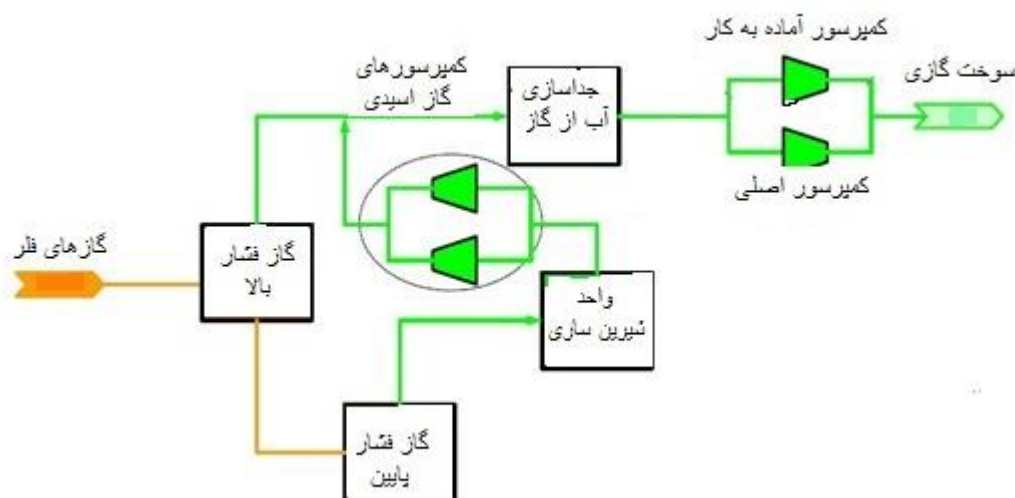 کمپرسور آماده به کار
سوخت گازی
کمپرسورهای
گاز اسیدی
جداسازی
آب از گاز
کمپرسور اصلی
گازهای فلر
گاز فشار
بالا
واحد
شیرین سازی
گاز فشار
پایین